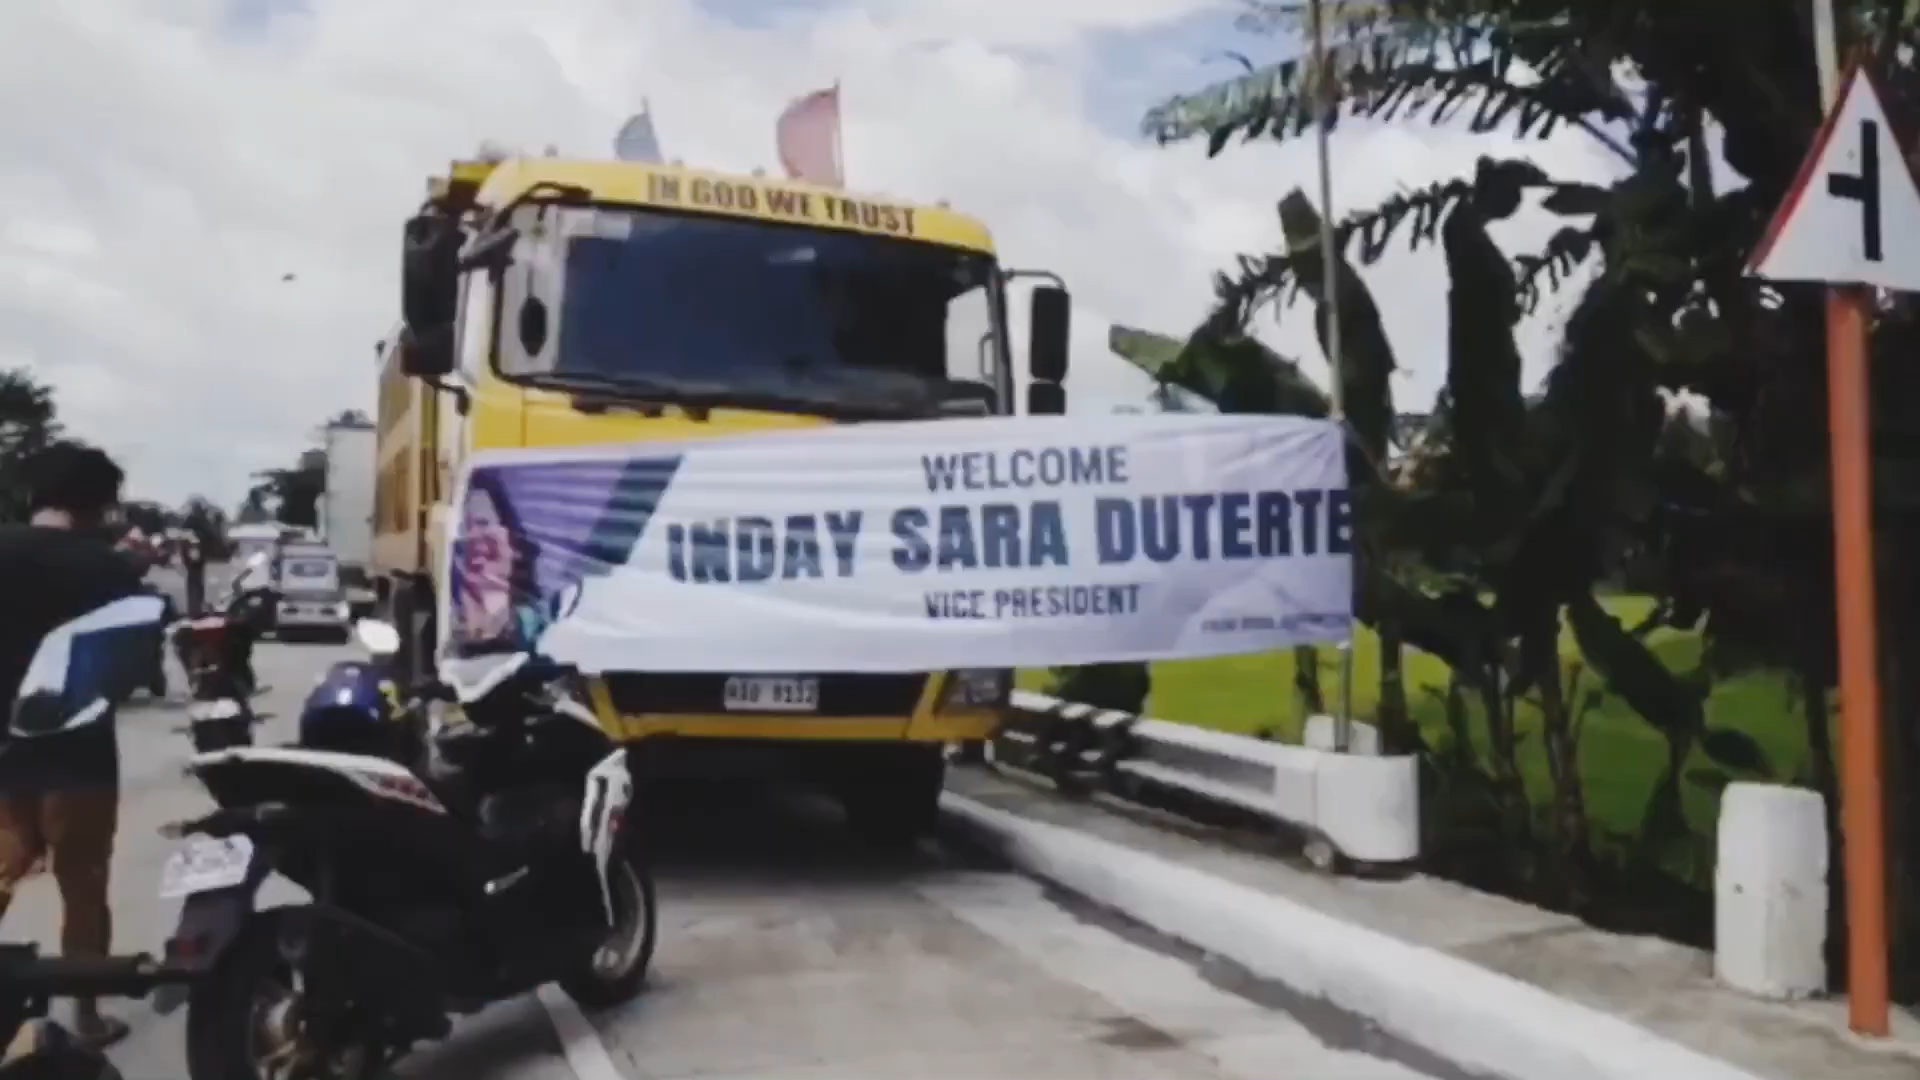 IN GOD WE TRUST
WELCOME
INDAY SARA DUTERTE
VICE PRESIDENT